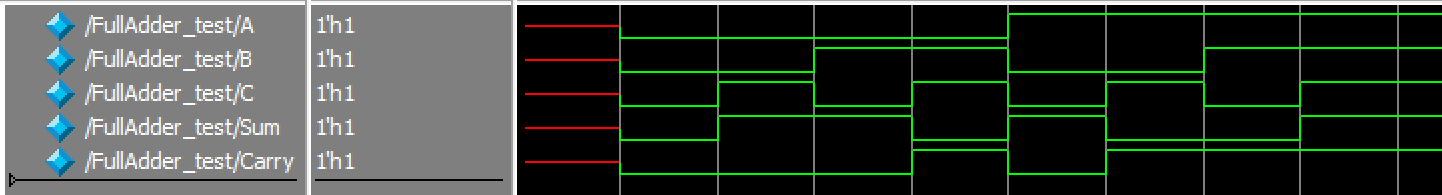 /FullAdder_test/A 1'h1
/FullAdder_test/B 1'h1
/FullAdder_test/C 1'h1
/FullAdder_test/Sum 1'h1
/FullAdder_test/Carry 1'h1